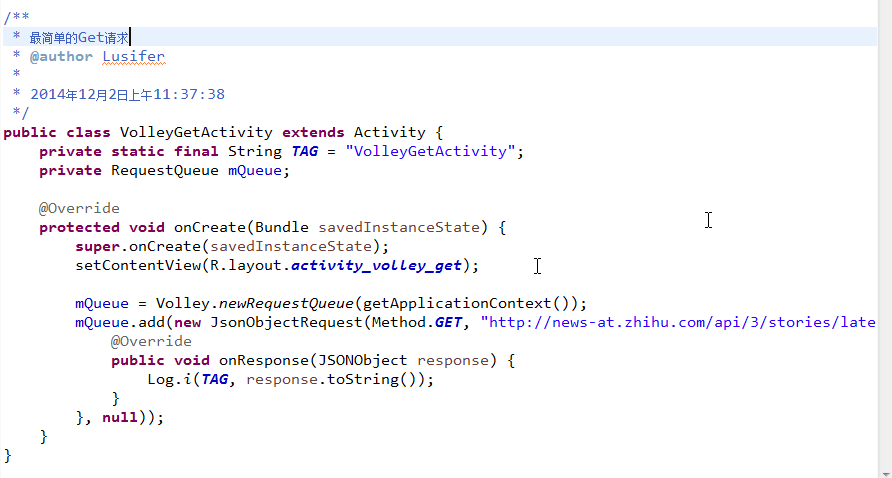 /**
 * 最简单的Get请求
 * @author Lusifer
 *
 * 2014年12月2日上午11:37:38
 */
public class VolleyGetActivity extends Activity {
    private static final String TAG = "VolleyGetActivity";
    private RequestQueue mQueue;

    @Override
    protected void onCreate(Bundle savedInstanceState) {
        super.onCreate(savedInstanceState);
        setContentView(R.layout.activity_volley_get);

        mQueue = Volley.newRequestQueue(getApplicationContext());
        mQueue.add(new JsonObjectRequest(Method.GET, "http://news-at.zhihu.com/api/3/stories/late
            @Override
            public void onResponse(JSONObject response) {
                Log.i(TAG, response.toString());
            }
        }, null));
    }
}